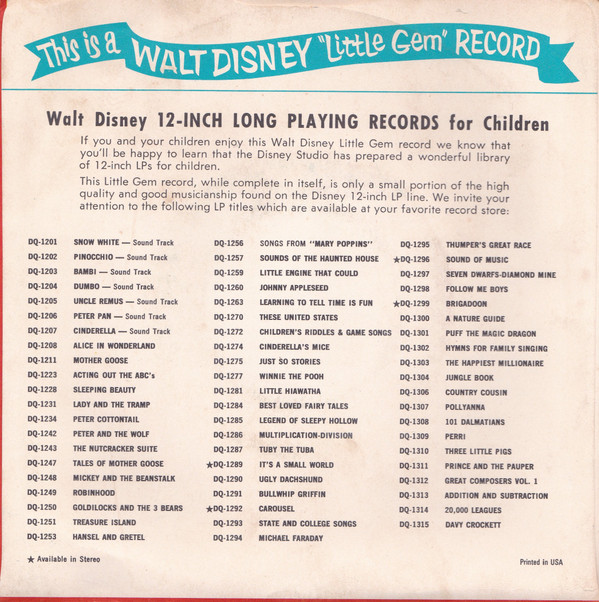 This is a WALT DISNEY "Little Gem" RECORD
Walt Disney 12-INCH LONG PLAYING RECORDS for Children
If you and your children enjoy this Walt Disney Little Gem record we know that
you'll be happy to learn that the Disney Studio has prepared a wonderful library
of 12-inch LPs for children.
This Little Gem record, while complete in itself, is only a small portion of the high
quality and good musicianship found on the Disney 12-inch LP line. We invite your
attention to the following LP titles which are available at your favorite record store:
DQ-1201 SNOW WHITE — Sound Track
DQ-1202 PINOCCHIO — Sound Track
DQ-1203 BAMBI — Sound Track
DQ-1204 DUMBO — Sound Track
DQ-1205 UNCLE REMUS — Sound Track
DQ-1206 PETER PAN — Sound Track
DQ-1207 CINDERELLA — Sound Track
DQ-1208 ALICE IN WONDERLAND
DQ-1211 MOTHER GOOSE
DQ-1223 ACTING OUT THE ABC's
DQ-1228 SLEEPING BEAUTY
DQ-1231 LADY AND THE TRAMP
DQ-1234 PETER COTTONTAIL
DQ-1242 PETER AND THE WOLF
DQ-1243 THE NUTCRACKER SUITE
DQ-1247 TALES OF MOTHER GOOSE
DQ-1248 MICKEY AND THE BEANSTALK
DQ-1249 ROBINHOOD
DQ-1250 GOLDILOCKS AND THE 3 BEARS
DQ-1251 TREASURE ISLAND
DQ-1253 HANSEL AND GRETEL
DQ-1256 SONGS FROM "MARY POPPINS"
DQ-1257 SOUNDS OF THE HAUNTED HOUSE
DQ-1259 LITTLE ENGINE THAT COULD
DQ-1260 JOHNNY APPLESEED
DQ-1263 LEARNING TO TELL TIME IS FUN
DQ-1270 THESE UNITED STATES
DQ-1272 CHILDREN'S RIDDLES & GAME SONGS
DQ-1274 CINDERELLA'S MICE
DQ-1275 JUST SO STORIES
DQ-1277 WINNIE THE POOH
DQ-1281 LITTLE HIAWATHA
DQ-1284 BEST LOVED FAIRY TALES
DQ-1285 LEGEND OF SLEEPY HOLLOW
DQ-1286 MULTIPLICATION-DIVISION
DQ-1287 TUBY THE TUBA
★DQ-1289 IT'S A SMALL WORLD
DQ-1290 UGLY DACHSHUND
DQ-1291 BULLWHIP GRIFFIN
★DQ-1292 CAROUSEL
DQ-1293 STATE AND COLLEGE SONGS
DQ-1294 MICHAEL FARADAY
DQ-1295 THUMPER'S GREAT RACE
★DQ-1296 SOUND OF MUSIC
DQ-1297 SEVEN DWARFS-DIAMOND MINE
DQ-1298 FOLLOW ME BOYS
★DQ-1299 BRIGADOON
DQ-1300 A NATURE GUIDE
DQ-1301 PUFF THE MAGIC DRAGON
DQ-1302 HYMNS FOR FAMILY SINGING
DQ-1303 THE HAPPIEST MILLIONAIRE
DQ-1304 JUNGLE BOOK
DQ-1306 COUNTRY COUSIN
DQ-1307 POLLYANNA
DQ-1308 101 DALMATIANS
DQ-1309 PERRI
DQ-1310 THREE LITTLE PIGS
DQ-1311 PRINCE AND THE PAUPER
DQ-1312 GREAT COMPOSERS VOL. 1
DQ-1313 ADDITION AND SUBTRACTION
DQ-1314 20,000 LEAGUES
DQ-1315 DAVY CROCKETT
★ Available in Stereo
Printed in USA